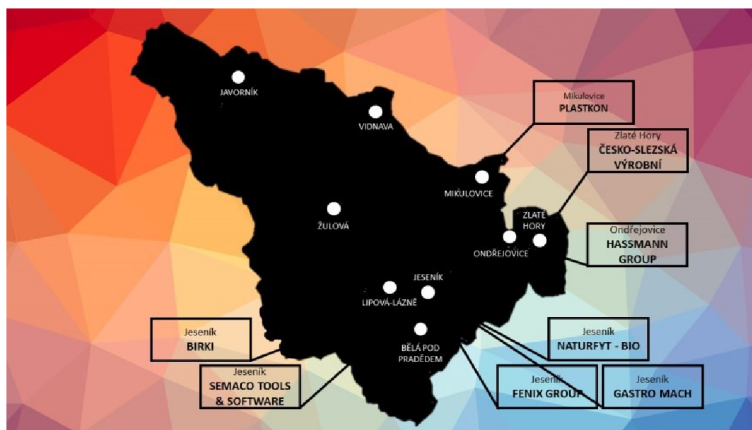 JAVORNÍK
VIDNAVA
Mikulovice
PLASTKON
Zlaté Hory
ČESKO-SLEZSKÁ
VÝROBNÍ
MIKULOVICE
ŽULOVÁ
ZLATÉ
HORY
ONDŘEJOVICE
Ondřejovice
HASSMANN
GROUP
JESENÍK
LIPOVÁ-LÁZNĚ
BĚLÁ POD
PRADĚDEM
Jeseník
BIRKI
Jeseník
NATURFYT - BIO
Jeseník
SEMACO TOOLS
& SOFTWARE
Jeseník
FENIX GROUP
Jeseník
GASTRO MACH